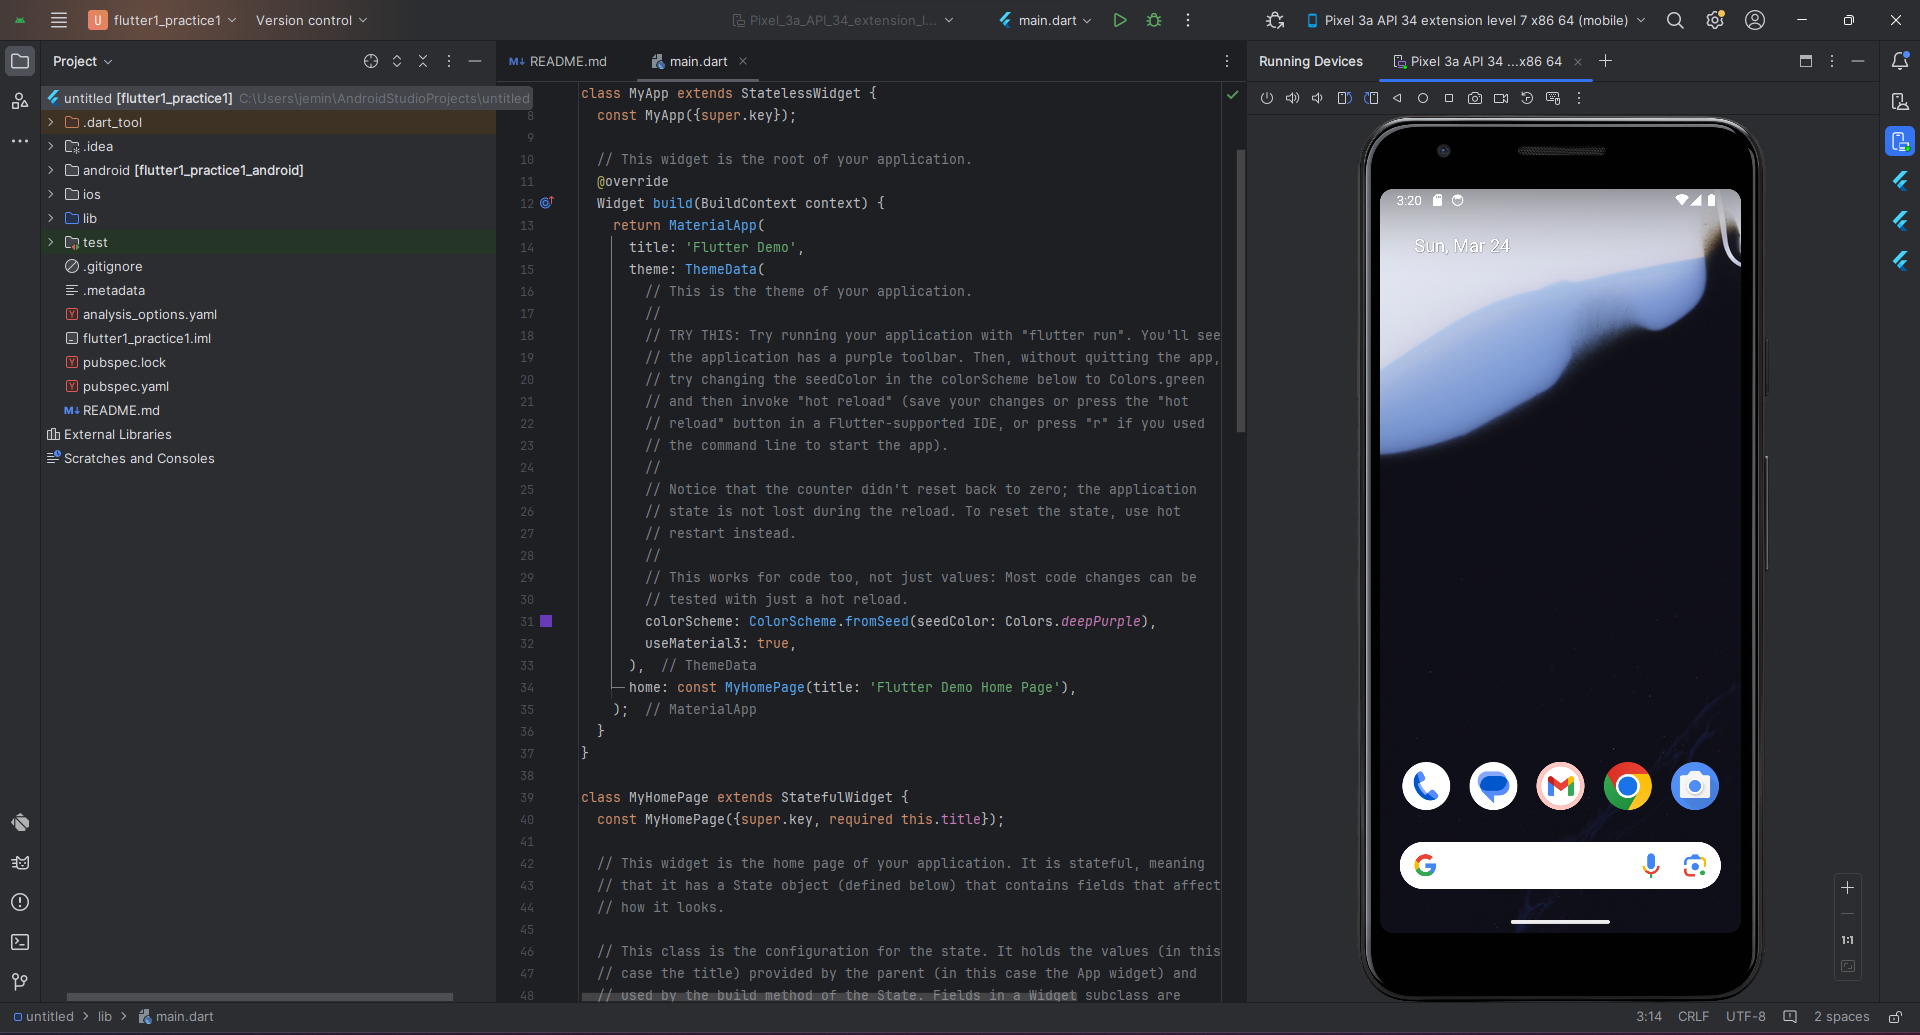 U flutter1_practice1 Version control Pixel_3a_API_34_extension_l... main.dart Pixel 3a API 34 extension level 7 x86 64 (mobile)
Project
README.md main.dart
Running Devices Pixel 3a API 34 ...x86 64
untitled [flutter1_practice1] C:\Users\jemin\AndroidStudioProjects\untitled
.dart_tool
.idea
android [flutter1_practice1_android]
ios
lib
test
.gitignore
.metadata
analysis_options.yaml
flutter1_practice1.iml
pubspec.lock
pubspec.yaml
README.md
External Libraries
Scratches and Consoles
class MyApp extends StatelessWidget {
8 const MyApp({super.key});
9
10 // This widget is the root of your application.
11 @override
12 Widget build(BuildContext context) {
13 return MaterialApp(
14 title: 'Flutter Demo',
15 theme: ThemeData(
16 // This is the theme of your application.
17 //
18 // TRY THIS: Try running your application with "flutter run". You'll see
19 // the application has a purple toolbar. Then, without quitting the app,
20 // try changing the seedColor in the colorScheme below to Colors.green
21 // and then invoke "hot reload" (save your changes or press the "hot
22 // reload" button in a Flutter-supported IDE, or press "r" if you used
23 // the command line to start the app).
24 //
25 // Notice that the counter didn't reset back to zero; the application
26 // state is not lost during the reload. To reset the state, use hot
27 // restart instead.
28 //
29 // This works for code too, not just values: Most code changes can be
30 // tested with just a hot reload.
31 colorScheme: ColorScheme.fromSeed(seedColor: Colors.deepPurple),
32 useMaterial3: true,
33 ), // ThemeData
34 home: const MyHomePage(title: 'Flutter Demo Home Page'),
35 ); // MaterialApp
36 }
37 }
38
39 class MyHomePage extends StatefulWidget {
40 const MyHomePage({super.key, required this.title});
41
42 // This widget is the home page of your application. It is stateful, meaning
43 // that it has a State object (defined below) that contains fields that affect
44 // how it looks.
45
46 // This class is the configuration for the state. It holds the values (in this
47 // case the title) provided by the parent (in this case the App widget) and
48 // used by the build method of the State. Fields in a Widget subclass are
3:20
Sun, Mar 24
1:1
untitled > lib > main.dart
3:14 CRLF UTF-8 2 spaces